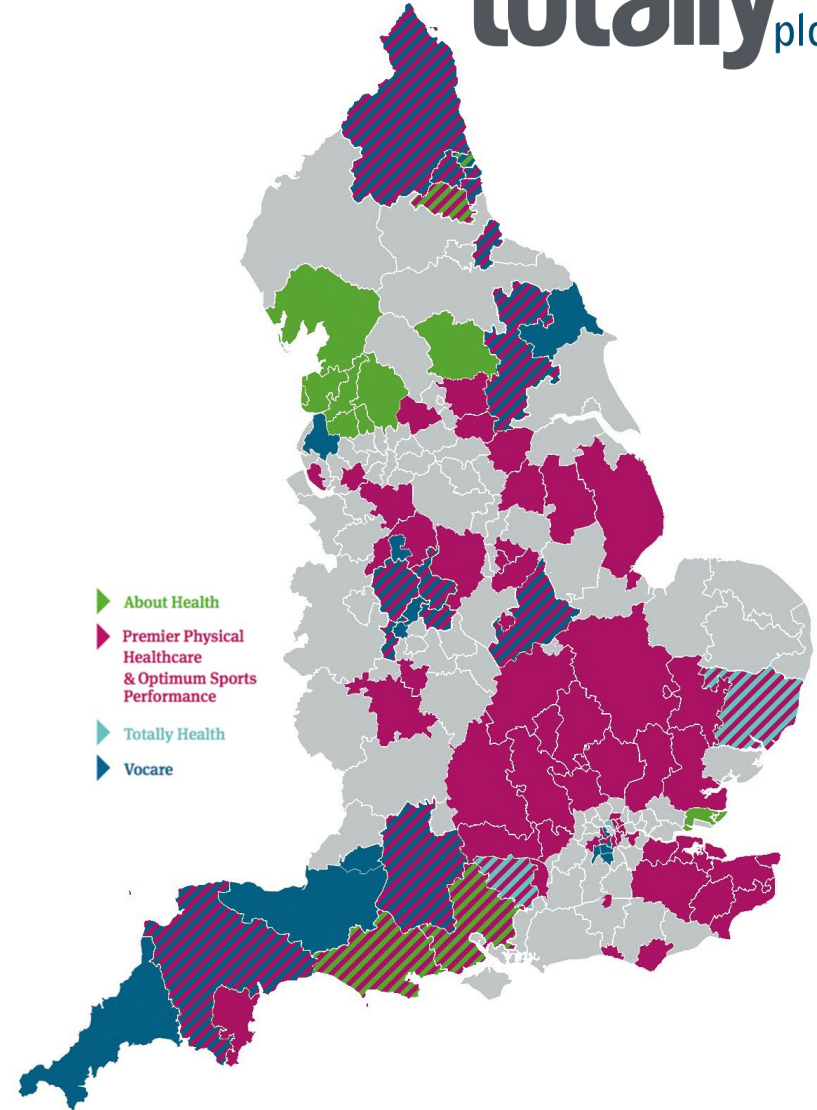 totally plc
About Health
Premier Physical
Healthcare
& Optimum Sports
Performance
Totally Health
Vocare